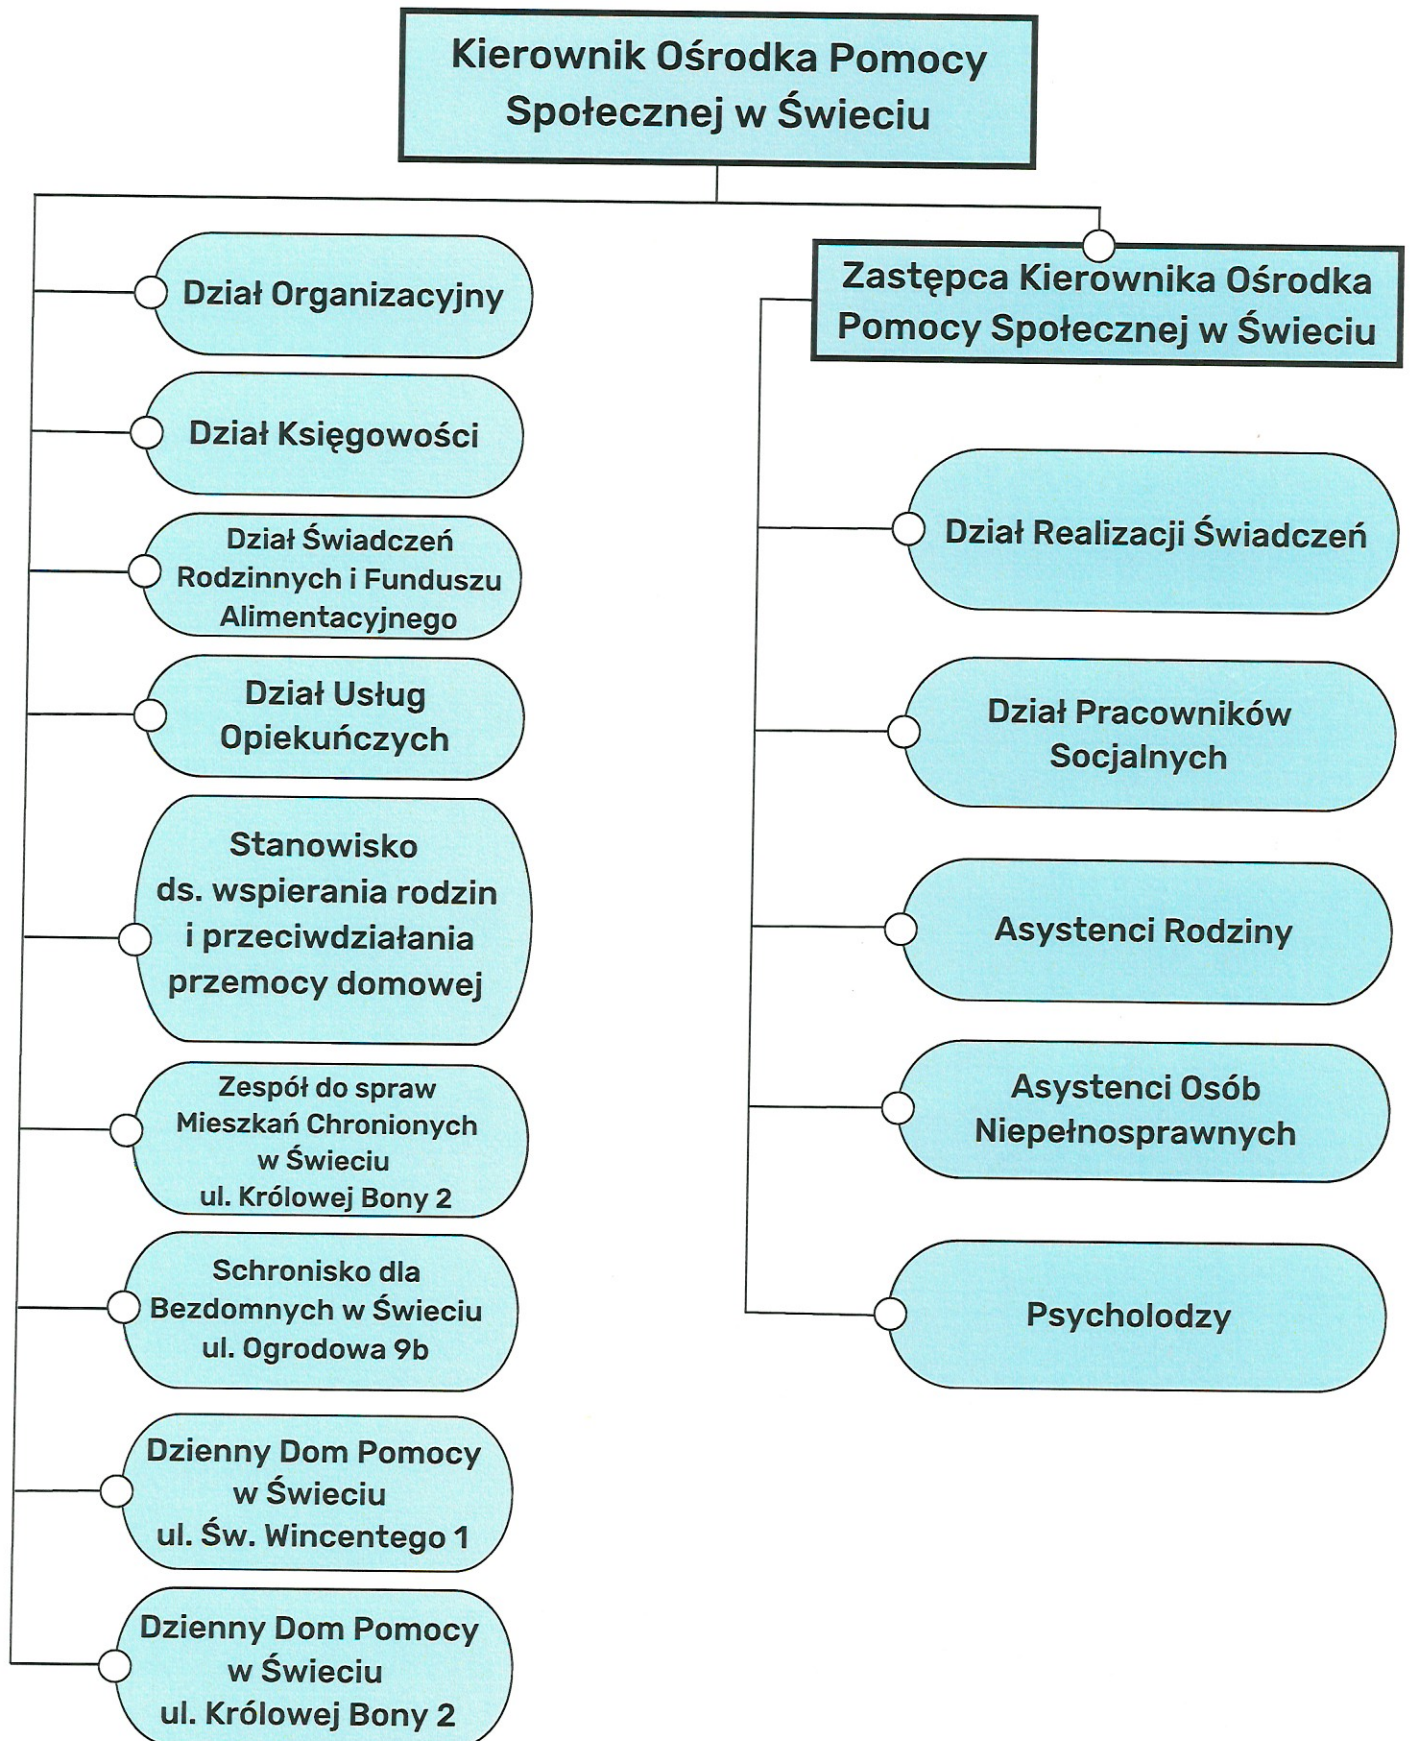 Kierownik Ośrodka Pomocy
Społecznej w Świeciu
Dział Organizacyjny
Dział Księgowości
Dział Świadczeń
Rodzinnych i Funduszu
Alimentacyjnego
Dział Usług
Opiekuńczych
Stanowisko
ds. wspierania rodzin
i przeciwdziałania
przemocy domowej
Zespół do spraw
Mieszkań Chronionych
w Świeciu
ul. Królowej Bony 2
Schronisko dla
Bezdomnych w Świeciu
ul. Ogrodowa 9b
Dzienny Dom Pomocy
w Świeciu
ul. Św. Wincentego 1
Dzienny Dom Pomocy
w Świeciu
ul. Królowej Bony 2
Zastępca Kierownika Ośrodka
Pomocy Społecznej w Świeciu
Dział Realizacji Świadczeń
Dział Pracowników
Socjalnych
Asystenci Rodziny
Asystenci Osób
Niepełnosprawnych
Psycholodzy